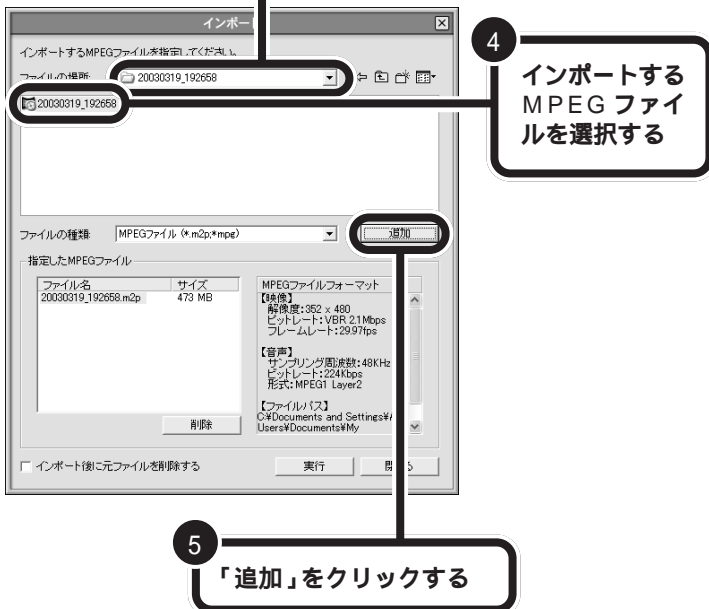 インポー
インポートするMPEGファイルを指定してください。
ファイルの場所: 20030319_192658
20030319_192658
4
インポートする
MPEG ファイ
ルを選択する
ファイルの種類: MPEGファイル (*.m2p;*mpg)
追加
指定したMPEGファイル
ファイル名 サイズ
20030319_192658.m2p 473 MB
MPEGファイルフォーマット
【映像】
解像度:352 x 480
ビットレート:VBR 2.1Mbps
フレームレート:29.97fps
【音声】
サンプリング周波数:48KHz
ビットレート:224Kbps
形式:MPEG1 Layer2
【ファイルパス】
C¥Documents and Settings¥
Users¥Documents¥My
削除
インポート後に元ファイルを削除する
実行
5
「追加」をクリックする